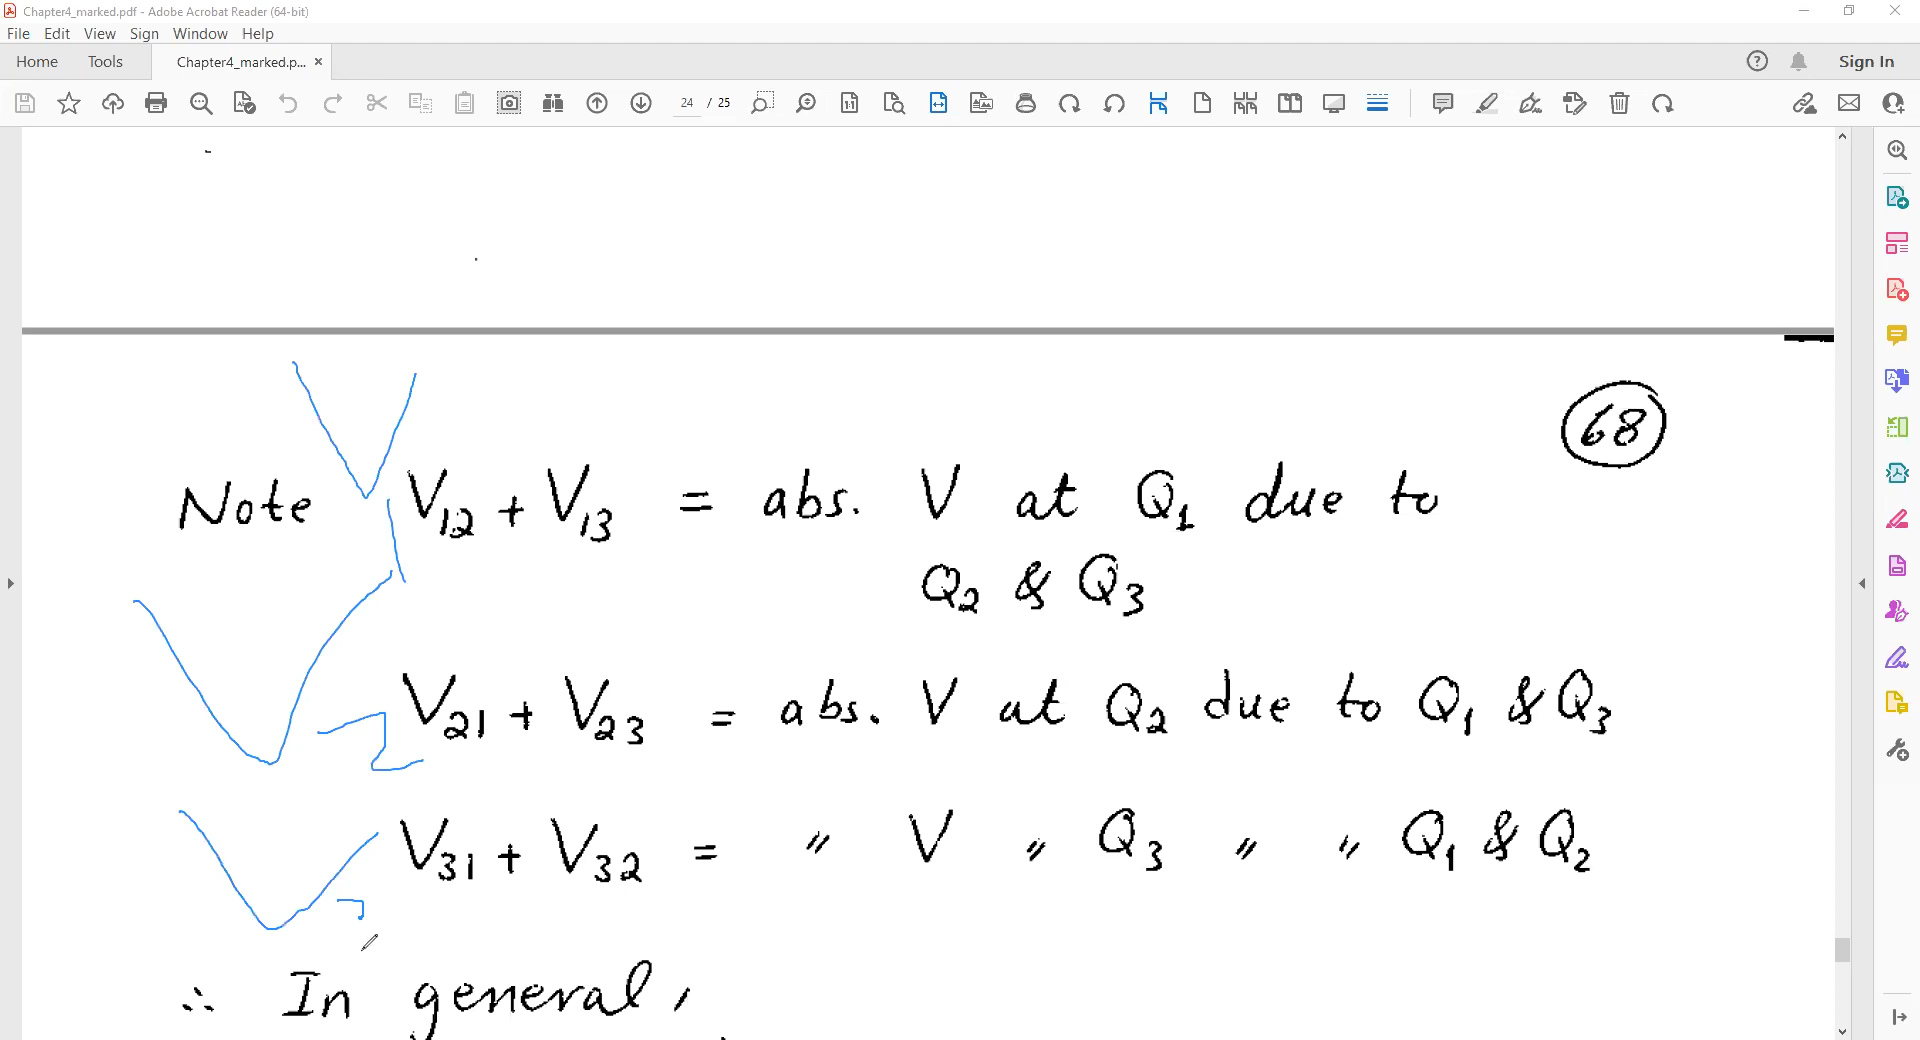 Chapter4_marked.pdf - Adobe Acrobat Reader (64-bit)
File Edit View Sign Window Help
Home Tools Chapter4_marked.p... × Sign In
24 / 25
68
V1
Note V12 + V13 = abs. V at Q1 due to
Q2 & Q3
V2
V21 + V23 = abs. V at Q2 due to Q1 & Q3
V
V31 + V32 = " V " Q3 " " Q1 & Q2
∴ In general,